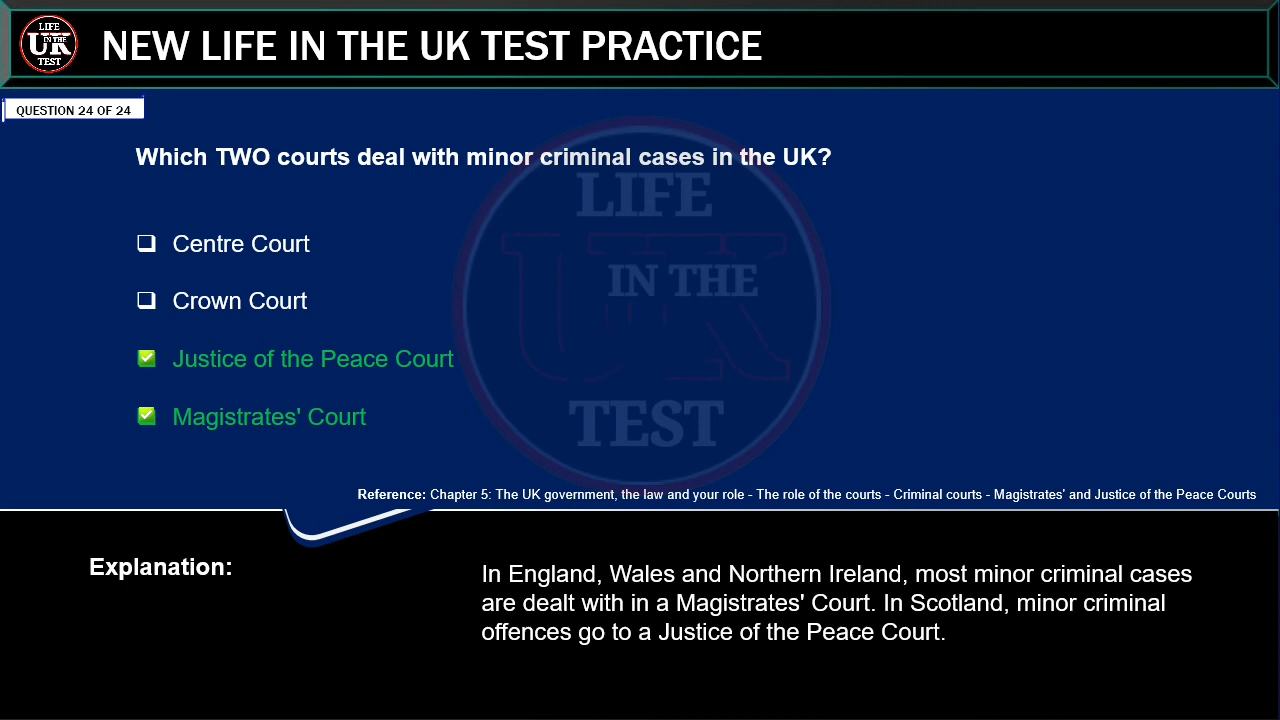 LIFE
IN THE
UK
TEST
NEW LIFE IN THE UK TEST PRACTICE
QUESTION 24 OF 24
Which TWO courts deal with minor criminal cases in the UK?
LIFE
UK
IN THE
TEST
Centre Court
Crown Court
Justice of the Peace Court
Magistrates' Court
Reference: Chapter 5: The UK government, the law and your role - The role of the courts - Criminal courts - Magistrates' and Justice of the Peace Courts
Explanation:
In England, Wales and Northern Ireland, most minor criminal cases
are dealt with in a Magistrates' Court. In Scotland, minor criminal
offences go to a Justice of the Peace Court.